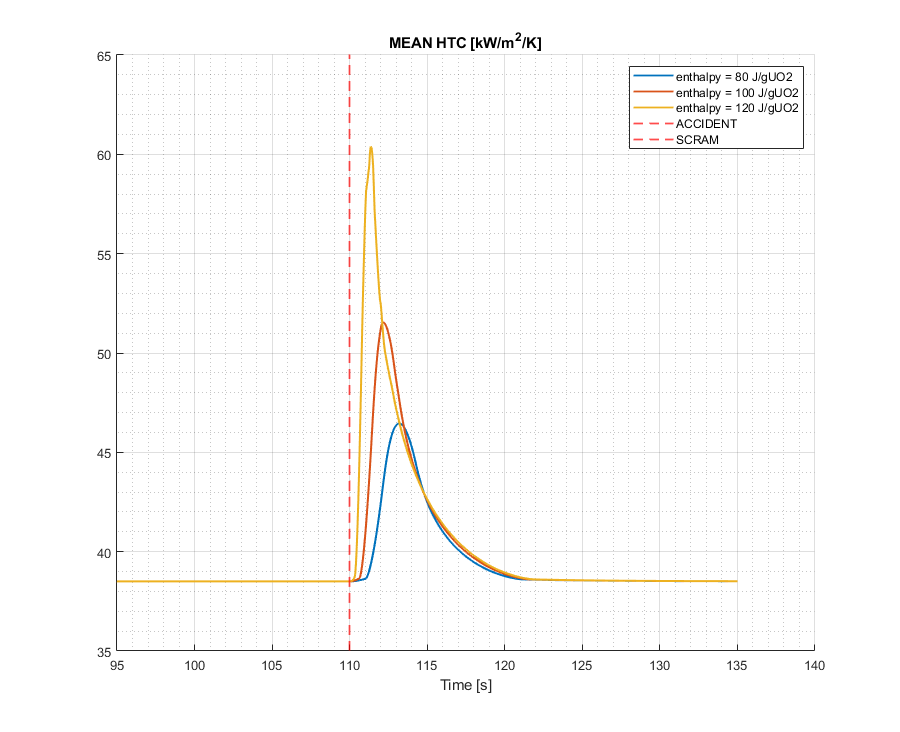 MEAN HTC [kW/m²/K]
65
60
55
50
45
40
35
enthalpy = 80 J/gUO2
enthalpy = 100 J/gUO2
enthalpy = 120 J/gUO2
ACCIDENT
SCRAM
95 100 105 110 115 120 125 130 135 140
Time [s]